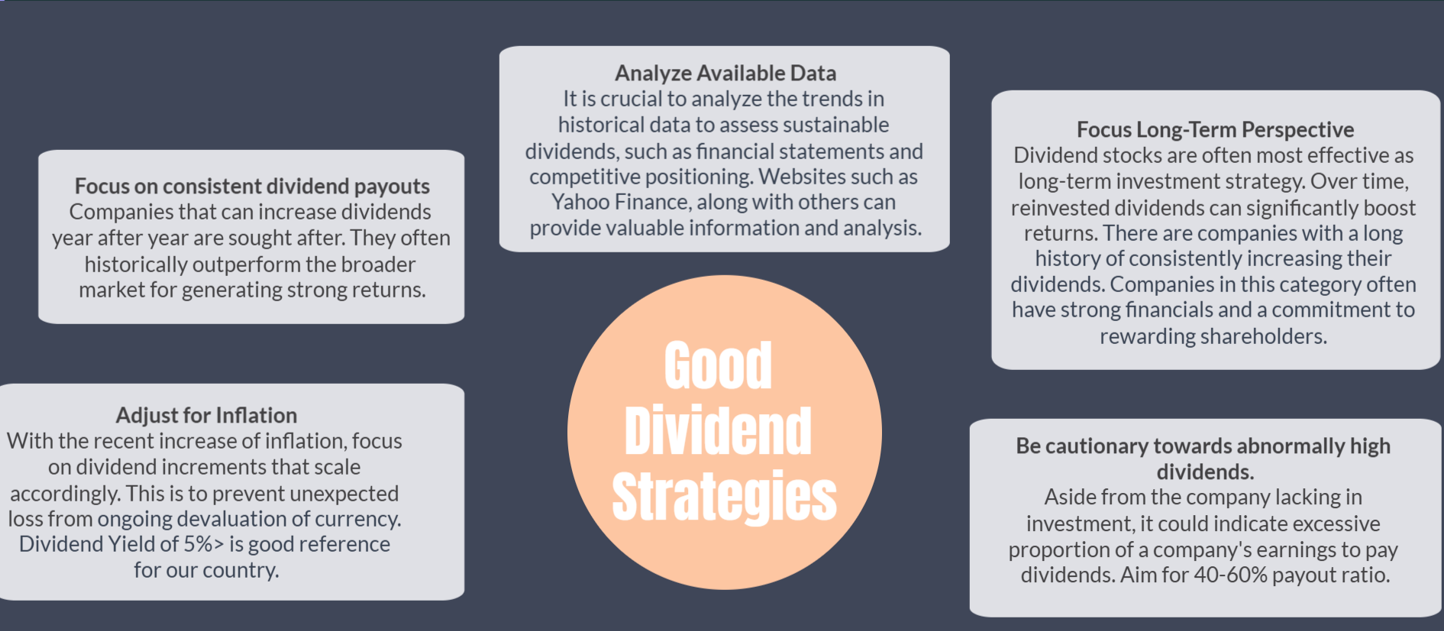 Analyze Available Data
It is crucial to analyze the trends in
historical data to assess sustainable
dividends, such as financial statements and
competitive positioning. Websites such as
Yahoo Finance, along with others can
provide valuable information and analysis.
Focus Long-Term Perspective
Dividend stocks are often most effective as
long-term investment strategy. Over time,
reinvested dividends can significantly boost
returns. There are companies with a long
history of consistently increasing their
dividends. Companies in this category often
have strong financials and a commitment to
rewarding shareholders.
Focus on consistent dividend payouts
Companies that can increase dividends
year after year are sought after. They often
historically outperform the broader
market for generating strong returns.
Good
Dividend
Strategies
Adjust for Inflation
With the recent increase of inflation, focus
on dividend increments that scale
accordingly. This is to prevent unexpected
loss from ongoing devaluation of currency.
Dividend Yield of 5%> is good reference
for our country.
Be cautionary towards abnormally high
dividends.
Aside from the company lacking in
investment, it could indicate excessive
proportion of a company's earnings to pay
dividends. Aim for 40-60% payout ratio.